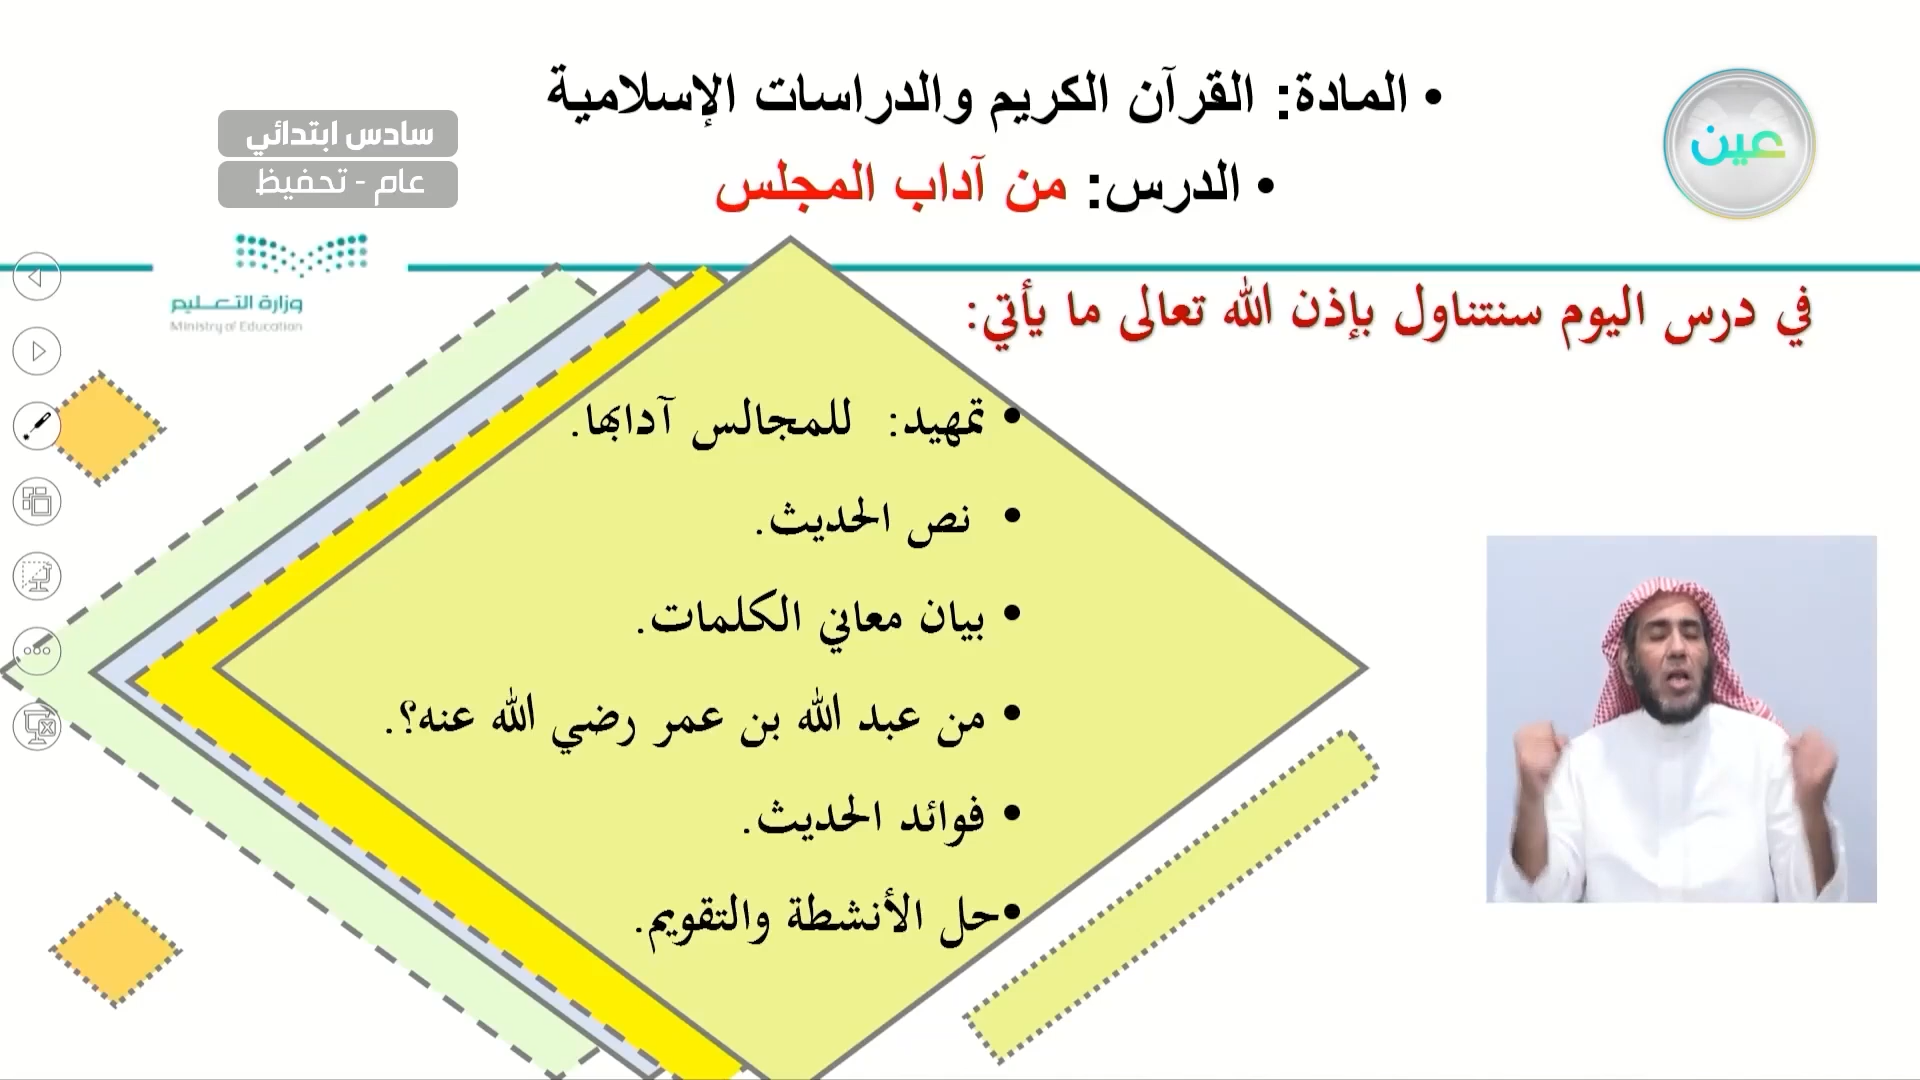 • المادة: القرآن الكريم والدراسات الإسلامية
• الدرس: من آداب المجلس
عين
سادس ابتدائي
عام - تحفيظ
وزارة التعليم
Ministry of Education
في درس اليوم سنتناول بإذن الله تعالى ما يأتي:
• تمهيد: للمجالس آدابها.
• نص الحديث.
• بيان معاني الكلمات.
• من عبد الله بن عمر رضي الله عنه؟.
• فوائد الحديث.
• حل الأنشطة والتقويم.